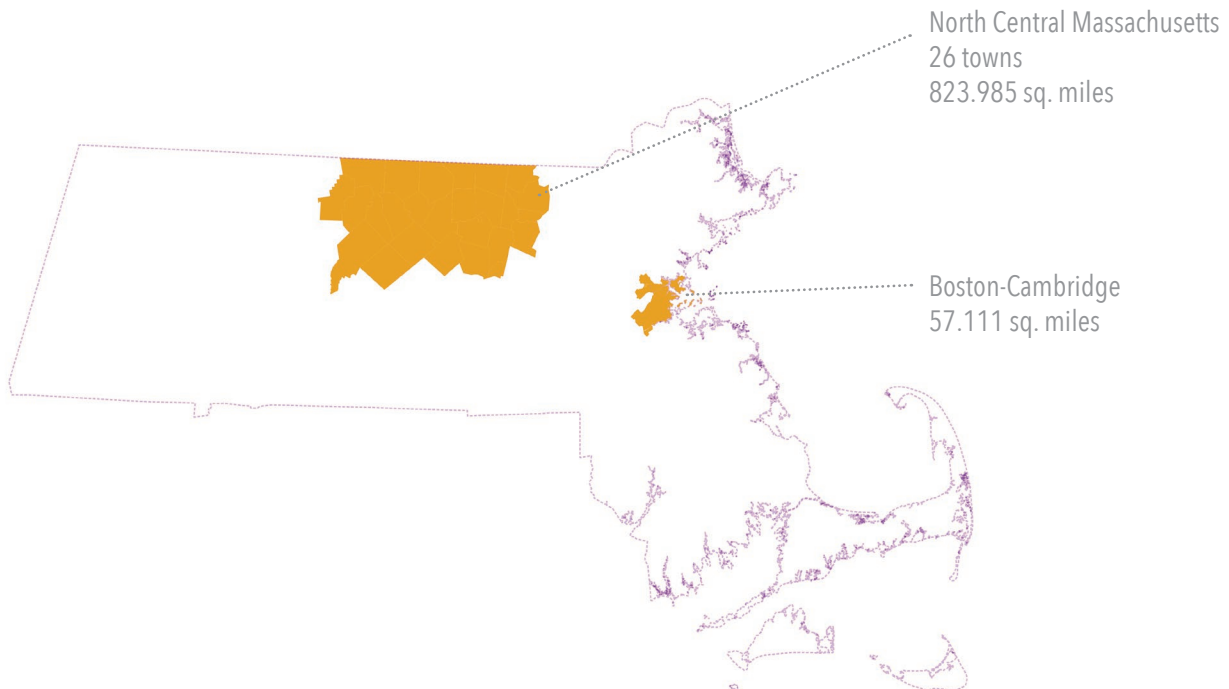 North Central Massachusetts
26 towns
823.985 sq. miles
Boston-Cambridge
57.111 sq. miles